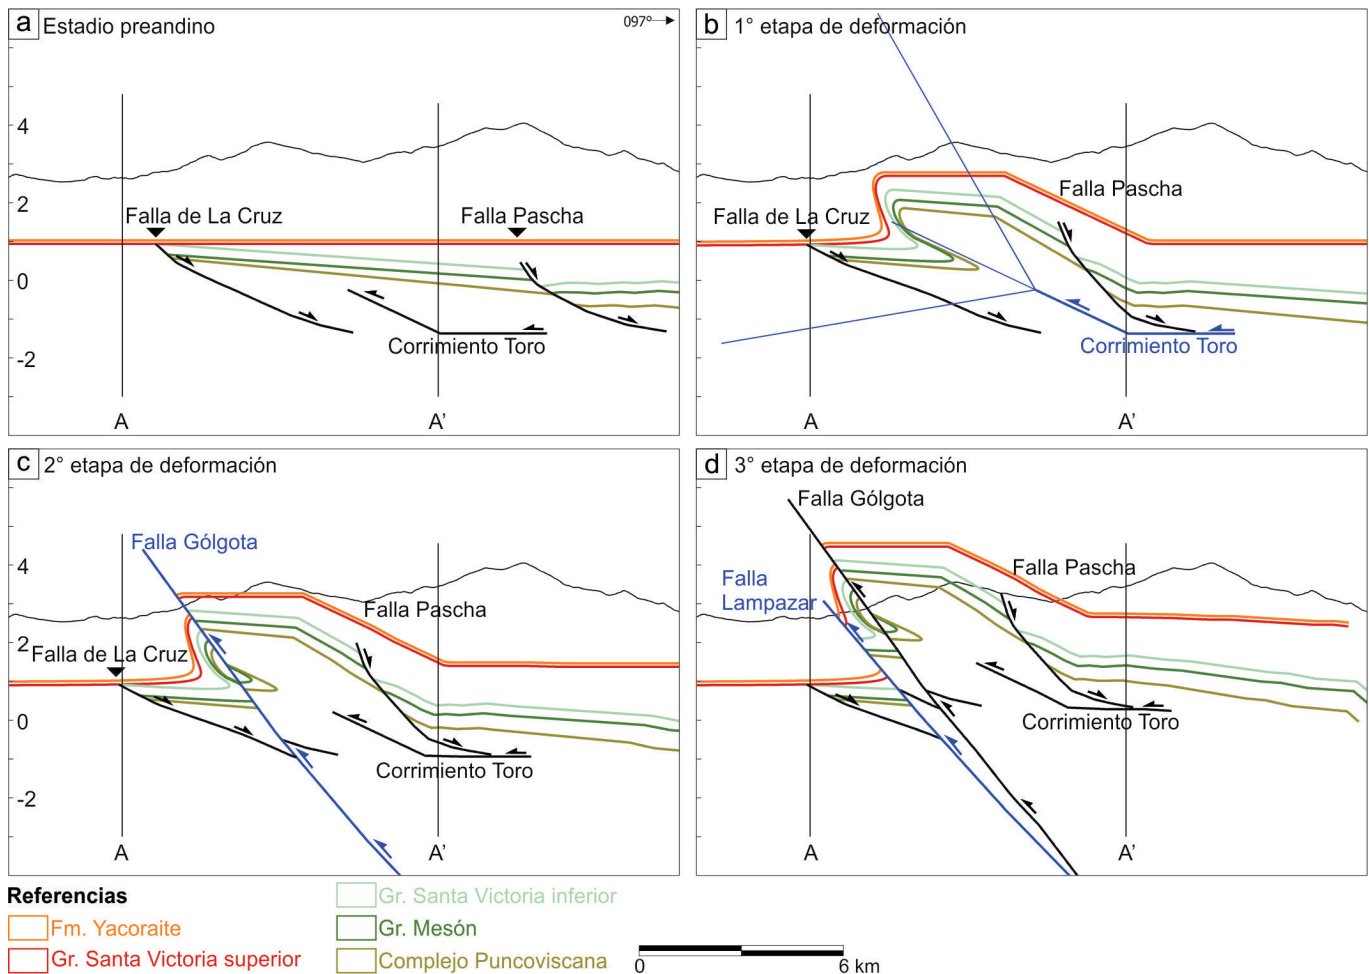 a Estadio preandino
097°
4
2
0
-2
Falla de La Cruz
Falla Pascha
Corrimiento Toro
A
A'
b 1° etapa de deformación
Falla Pascha
Falla de La Cruz
Corrimiento Toro
A
A'
c 2° etapa de deformación
Falla Gólgota
4
2
0
-2
Falla Pascha
Falla de La Cruz
Corrimiento Toro
A
A'
d 3° etapa de deformación
Falla Gólgota
Falla Pascha
Falla
Lampazar
Corrimiento Toro
A
A'
Referencias
Fm. Yacoraite
Gr. Santa Victoria superior
Gr. Santa Victoria inferior
Gr. Mesón
Complejo Puncoviscana
0
6 km